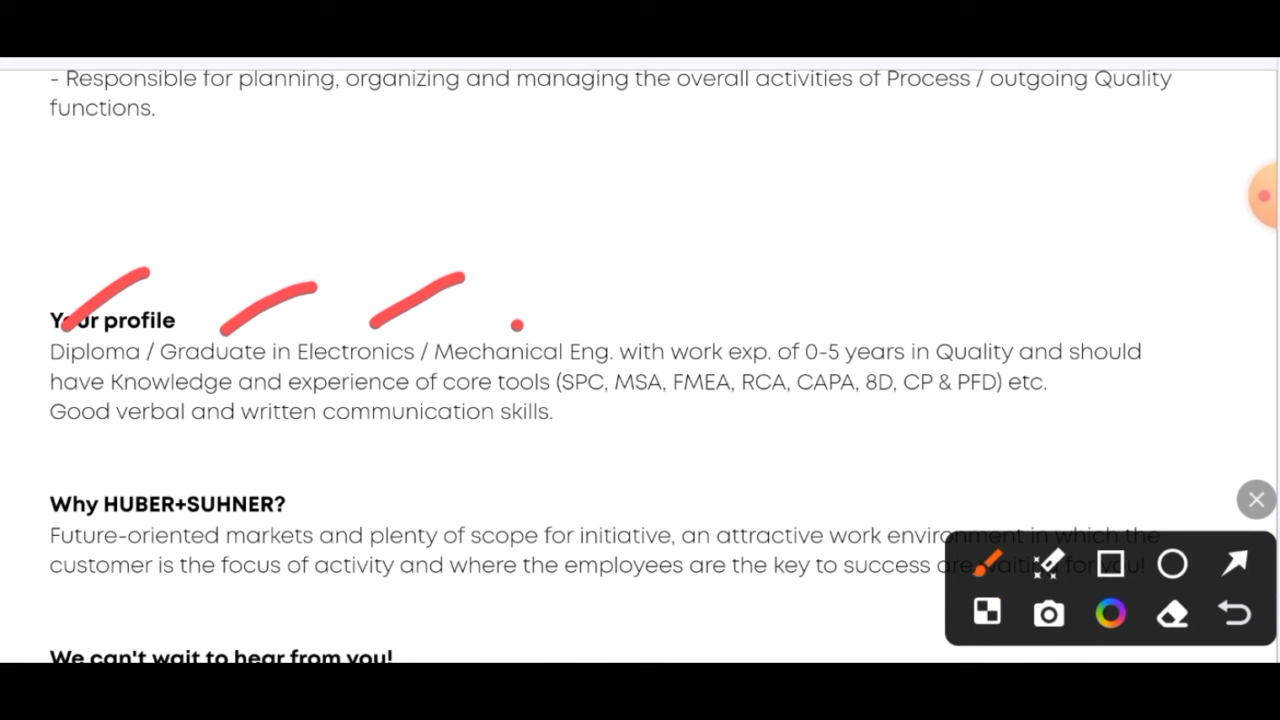 - Responsible for planning, organizing and managing the overall activities of Process / outgoing Quality
functions.
Your profile
Diploma / Graduate in Electronics / Mechanical Eng. with work exp. of 0-5 years in Quality and should
have Knowledge and experience of core tools (SPC, MSA, FMEA, RCA, CAPA, 8D, CP & PFD) etc.
Good verbal and written communication skills.
Why HUBER+SUHNER?
Future-oriented markets and plenty of scope for initiative, an attractive work environment in which the
customer is the focus of activity and where the employees are the key to success are waiting for you!
We can't wait to hear from you!